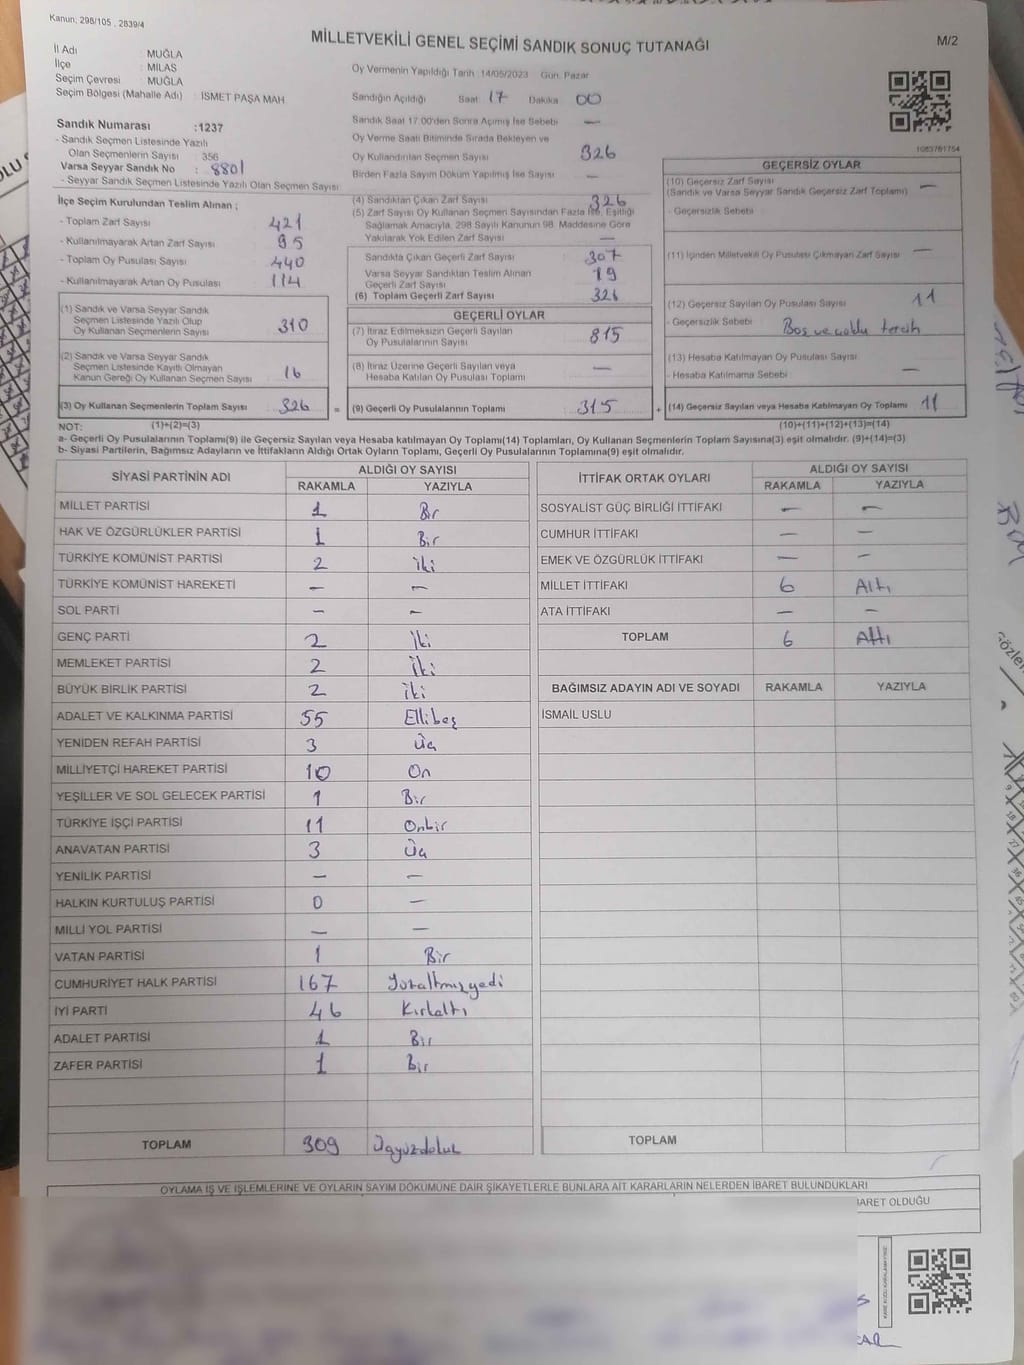 Kanun; 298/105 , 2839/4
MİLLETVEKİLİ GENEL SEÇİMİ SANDIK SONUÇ TUTANAĞI
M/2
İl Adı : MUĞLA
İlçe : MİLAS
Seçim Çevresi : MUĞLA
Seçim Bölgesi (Mahalle Adı) : İSMET PAŞA MAH.
Sandık Numarası :1237
- Sandık Seçmen Listesinde Yazılı
Olan Seçmenlerin Sayısı : 356
Varsa Seyyar Sandık No : 8801
- Seyyar Sandık Seçmen Listesinde Yazılı Olan Seçmen Sayısı
Oy Vermenin Yapıldığı Tarih :14/05/2023 Gün: Pazar
Sandığın Açıldığı Saat 17 Dakika 00
Sandık Saat 17:00'den Sonra Açımış İse Sebebi —
Oy Verme Saati Bitiminde Sırada Bekleyen ve
Oy Kullandırılan Seçmen Sayısı 326
Birden Fazla Sayım Döküm Yapılmış İse Sayısı —
1083761754
İlçe Seçim Kurulundan Teslim Alınan ;
- Toplam Zarf Sayısı 421
- Kullanılmayarak Artan Zarf Sayısı 95
- Toplam Oy Pusulası Sayısı 440
- Kullanılmayarak Artan Oy Pusulası 114
(1) Sandık ve Varsa Seyyar Sandık
Seçmen Listesinde Yazılı Olup
Oy Kullanan Seçmenlerin Sayısı 310
(2) Sandık ve Varsa Seyyar Sandık
Seçmen Listesinde Kayıtlı Olmayan
Kanun Gereği Oy Kullanan Seçmen Sayısı 16
(3) Oy Kullanan Seçmenlerin Toplam Sayısı 326 =
(4) Sandıktan Çıkan Zarf Sayısı 326
(5) Zarf Sayısı Oy Kullanan Seçmen Sayısından Fazla İse, Eşitliği
Sağlamak Amacıyla, 298 Sayılı Kanunun 98. Maddesine Göre
Yakılarak Yok Edilen Zarf Sayısı —
Sandıkta Çıkan Geçerli Zarf Sayısı 307
Varsa Seyyar Sandıktan Teslim Alınan
Geçerli Zarf Sayısı 19
(6) Toplam Geçerli Zarf Sayısı 326
GEÇERLİ OYLAR
(7) İtiraz Edilmeksizin Geçerli Sayılan
Oy Pusulalarının Sayısı 815
(8) İtiraz Üzerine Geçerli Sayılan veya
Hesaba Katılan Oy Pusulası Toplamı —
(9) Geçerli Oy Pusulalarının Toplamı 315 +
GEÇERSİZ OYLAR
(10) Geçersiz Zarf Sayısı
(Sandık ve Varsa Seyyar Sandık Geçersiz Zarf Toplamı) —
- Geçersizlik Sebebi
(11) İçinden Milletvekili Oy Pusulası Çıkmayan Zarf Sayısı —
(12) Geçersiz Sayılan Oy Pusulası Sayısı 11
- Geçersizlik Sebebi : Boş ve çoklu tercih
(13) Hesaba Katılmayan Oy Pusulası Sayısı
- Hesaba Katılmama Sebebi : —
(14) Geçersiz Sayılan veya Hesaba Katılmayan Oy Toplamı 11
NOT: (1)+(2)=(3) (10)+(11)+(12)+(13)=(14)
a- Geçerli Oy Pusulalarının Toplamı(9) ile Geçersiz Sayılan veya Hesaba katılmayan Oy Toplamı(14) Toplamları, Oy Kullanan Seçmenlerin Toplam Sayısına(3) eşit olmalıdır. (9)+(14)=(3)
b- Siyasi Partilerin, Bağımsız Adayların ve İttifakların Aldığı Ortak Oyların Toplamı, Geçerli Oy Pusulalarının Toplamına(9) eşit olmalıdır.
SİYASİ PARTİNİN ADI ALDIĞI OY SAYISI
RAKAMLA YAZIYLA
MİLLET PARTİSİ 1 Bir
HAK VE ÖZGÜRLÜKLER PARTİSİ 1 Bir
TÜRKİYE KOMÜNİST PARTİSİ 2 İki
TÜRKİYE KOMÜNİST HAREKETİ — —
SOL PARTİ — —
GENÇ PARTİ 2 İki
MEMLEKET PARTİSİ 2 İki
BÜYÜK BİRLİK PARTİSİ 2 İki
ADALET VE KALKINMA PARTİSİ 55 Ellibeş
YENİDEN REFAH PARTİSİ 3 Üç
MİLLİYETÇİ HAREKET PARTİSİ 10 On
YEŞİLLER VE SOL GELECEK PARTİSİ 1 Bir
TÜRKİYE İŞÇİ PARTİSİ 11 Onbir
ANAVATAN PARTİSİ 3 Üç
YENİLİK PARTİSİ — —
HALKIN KURTULUŞ PARTİSİ 0 —
MİLLİ YOL PARTİSİ — —
VATAN PARTİSİ 1 Bir
CUMHURİYET HALK PARTİSİ 167 Yüzaltmışyedi
İYİ PARTİ 46 Kırkaltı
ADALET PARTİSİ 1 Bir
ZAFER PARTİSİ 1 Bir
TOPLAM 309 Üçyüzdokuz
İTTİFAK ORTAK OYLARI ALDIĞI OY SAYISI
RAKAMLA YAZIYLA
SOSYALİST GÜÇ BİRLİĞİ İTTİFAKI — —
CUMHUR İTTİFAKI — —
EMEK VE ÖZGÜRLÜK İTTİFAKI — —
MİLLET İTTİFAKI 6 Altı
ATA İTTİFAKI — —
TOPLAM 6 Altı
BAĞIMSIZ ADAYIN ADI VE SOYADI RAKAMLA YAZIYLA
İSMAİL USLU
TOPLAM
OYLAMA İŞ VE İŞLEMLERİNE VE OYLARIN SAYIM DÖKÜMÜNE DAİR ŞİKAYETLERLE BUNLARA AİT KARARLARIN NELERDEN İBARET BULUNDUKLARI
BARET OLDUĞU